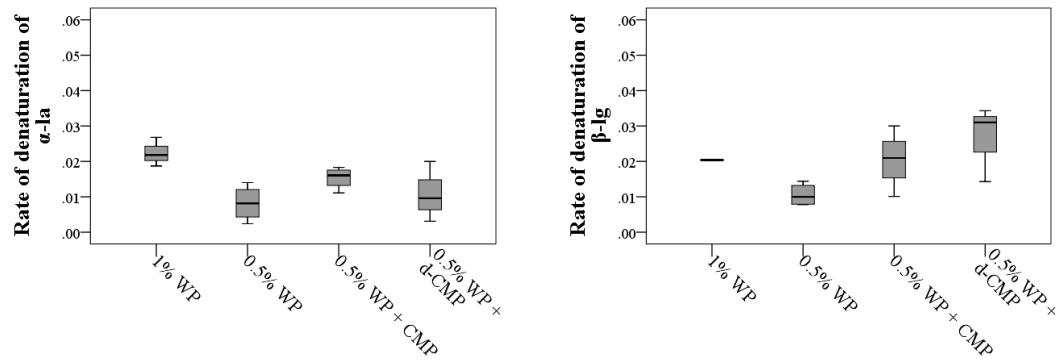 Rate of denaturation of
α-la
.06
.05
.04
.03
.02
.01
.00
1% WP
0.5% WP
0.5% WP + CMP
0.5% WP +
d-CMP
Rate of denaturation of
β-lg
.06
.05
.04
.03
.02
.01
.00
1% WP
0.5% WP
0.5% WP + CMP
0.5% WP +
d-CMP